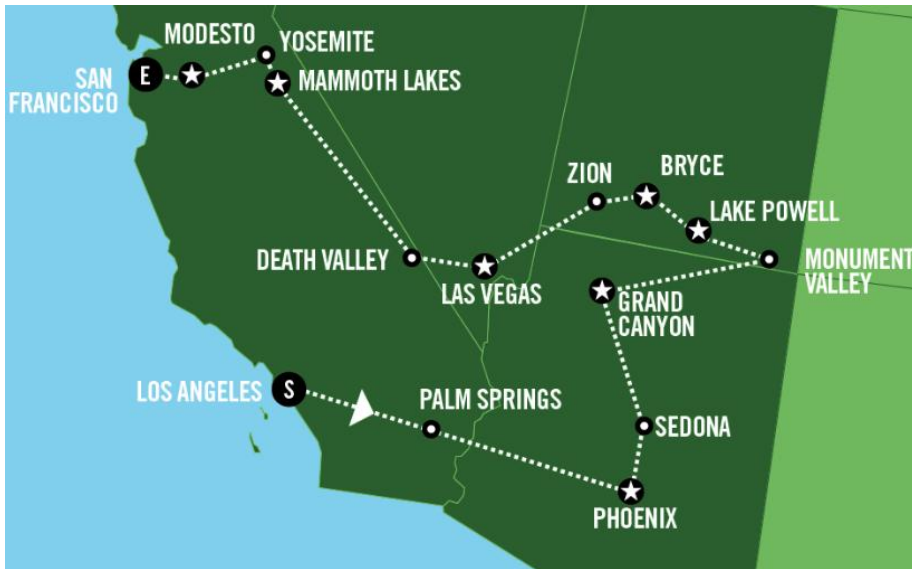 MODESTO
YOSEMITE
SAN
FRANCISCO
E
MAMMOTH LAKES
ZION
BRYCE
LAKE POWELL
DEATH VALLEY
LAS VEGAS
MONUMENT
VALLEY
GRAND
CANYON
LOS ANGELES
S
PALM SPRINGS
SEDONA
PHOENIX